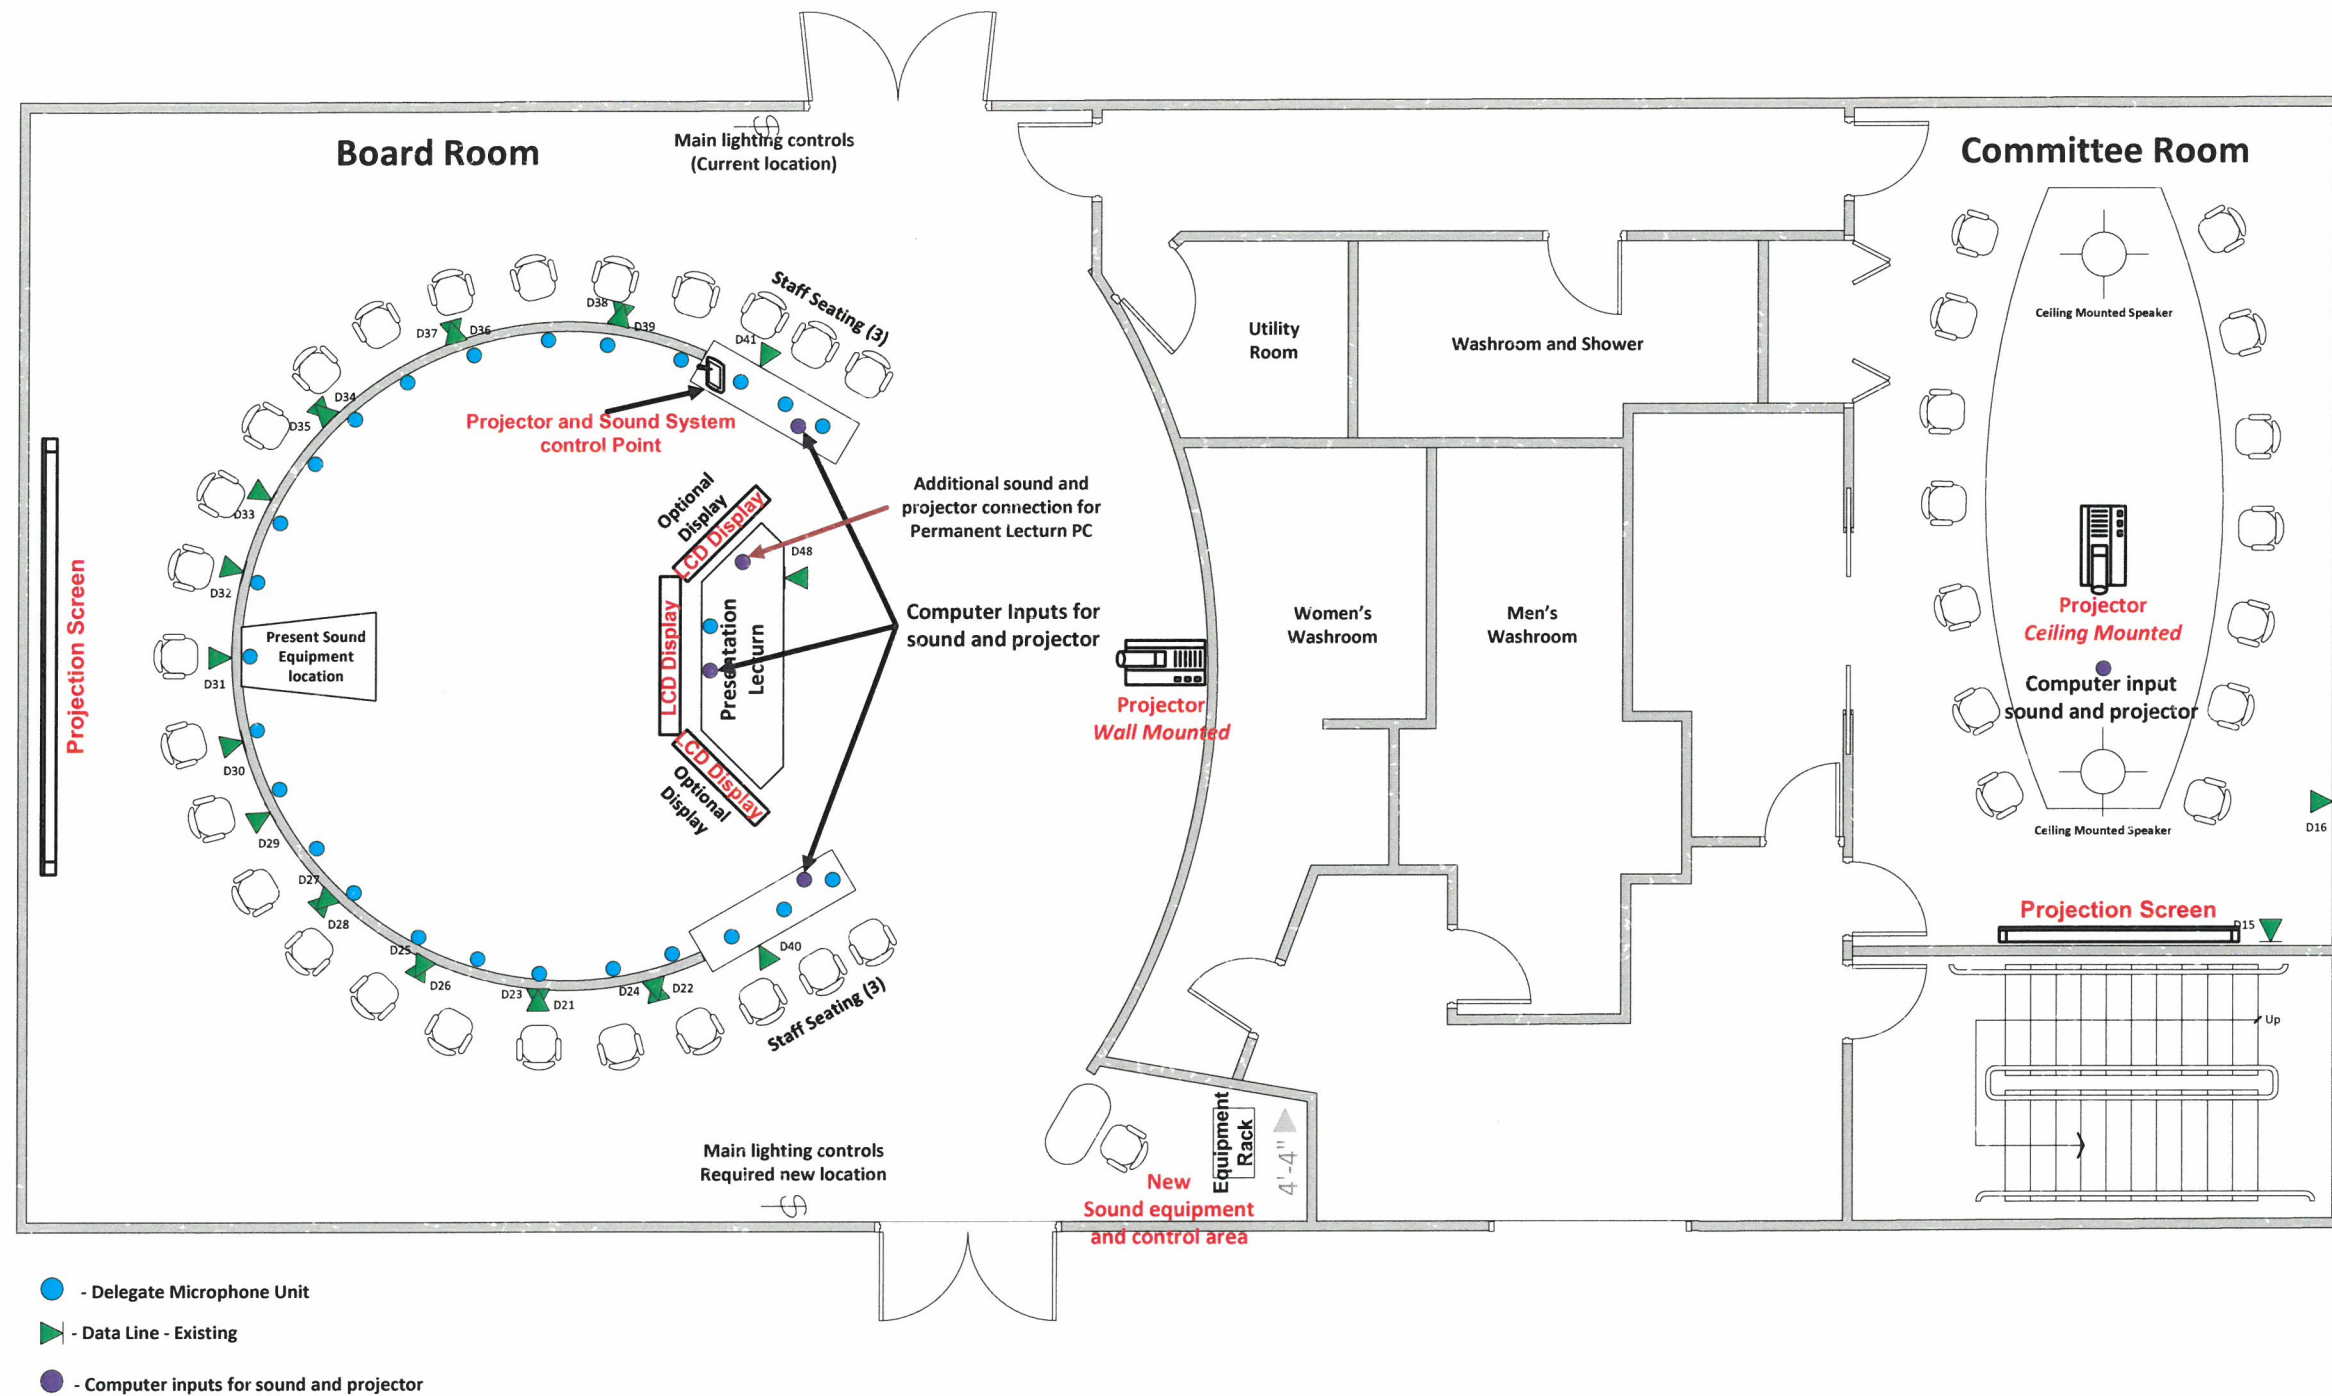 Board Room
Main lighting controls
(Current location)
Committee Room
Staff Seating (3)
D38
D39
D37
D36
D41
D34
D35
D33
D32
D31
D30
D29
D27
D28
D25
D26
D23
D21
D24
D22
D40
D48
Projector and Sound System
control Point
Optional
Display
LCD Display
Additional sound and
projector connection for
Permanent Lecturn PC
LCD Display
Presentation
Lecturn
Computer Inputs for
sound and projector
LCD Display
Optional
Display
Projection Screen
Present Sound
Equipment
location
Projector
Wall Mounted
Staff Seating (3)
Utility
Room
Washroom and Shower
Women's
Washroom
Men's
Washroom
Ceiling Mounted Speaker
Projector
Ceiling Mounted
Computer input
sound and projector
Ceiling Mounted Speaker
D16
Projection Screen
D15
Up
Main lighting controls
Required new location
New
Sound equipment
and control area
Equipment
Rack
4'-4"
- Delegate Microphone Unit
- Data Line - Existing
- Computer inputs for sound and projector